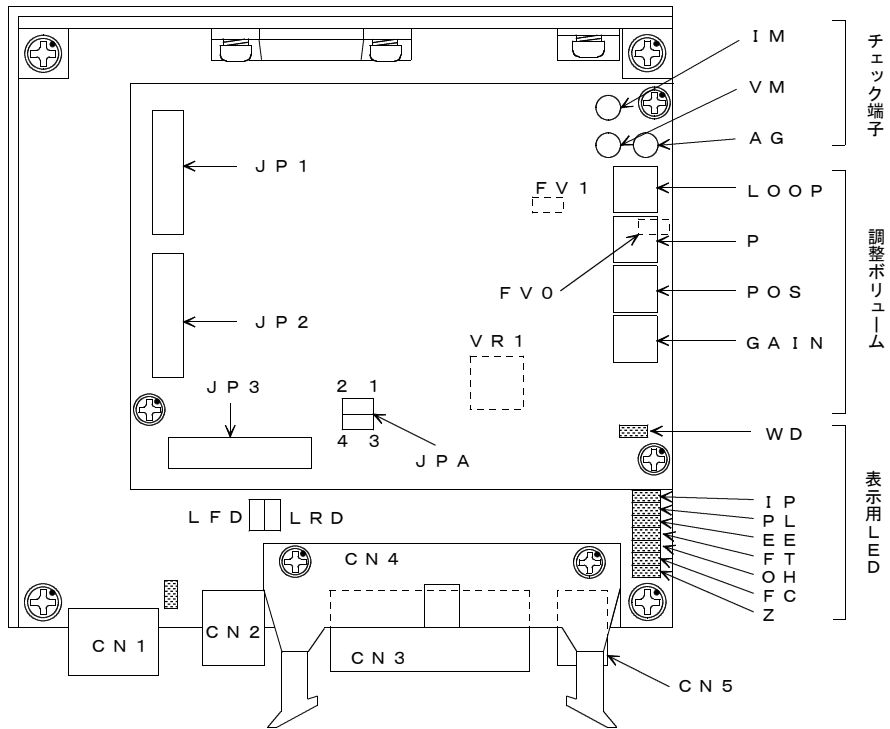 IM
VM
AG
チェック端子
JP1
FV1
LOOP
P
FV0
POS
JP2
VR1
GAIN
調整ボリューム
JP3
2 1
4 3
JPA
WD
LFD
LRD
IP
PL
EE
FT
OH
FC
Z
表示用LED
CN4
CN1
CN2
CN3
CN5